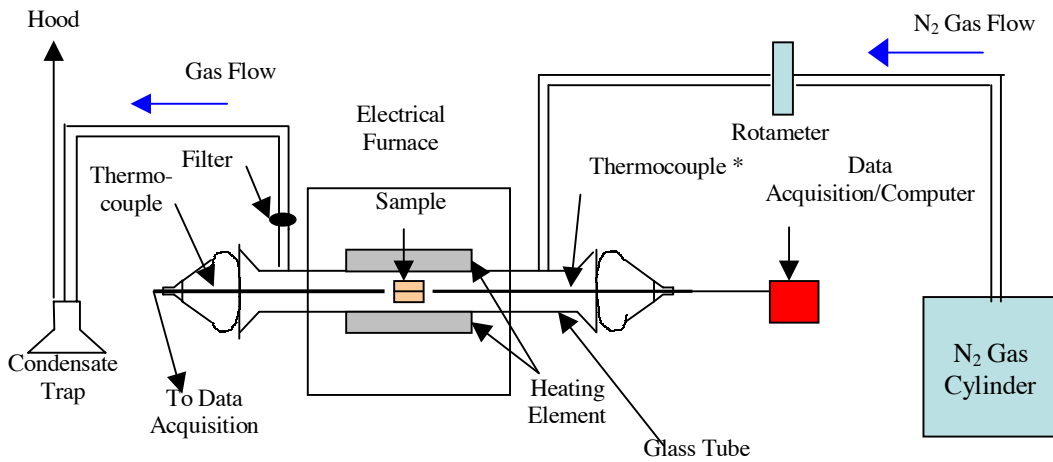 Hood
N₂ Gas Flow
Gas Flow
Electrical
Furnace
Rotameter
Filter
Thermo-
couple
Thermocouple *
Data
Acquisition/Computer
Sample
Condensate
Trap
To Data
Acquisition
Heating
Element
Glass Tube
N₂ Gas
Cylinder